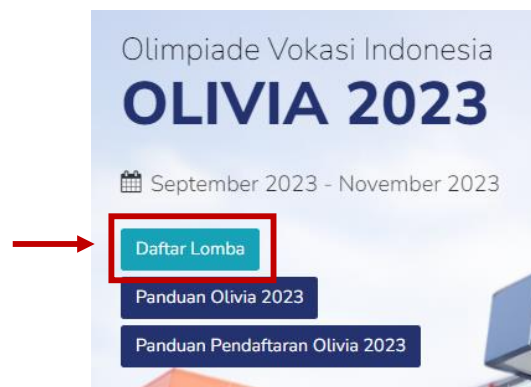 Olimpiade Vokasi Indonesia
OLIVIA 2023
September 2023 - November 2023
Daftar Lomba
Panduan Olivia 2023
Panduan Pendaftaran Olivia 2023